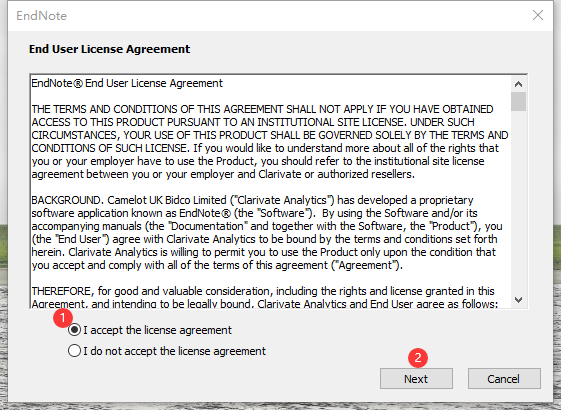 EndNote
End User License Agreement
EndNote® End User License Agreement
THE TERMS AND CONDITIONS OF THIS AGREEMENT SHALL NOT APPLY IF YOU HAVE OBTAINED
ACCESS TO THIS PRODUCT PURSUANT TO AN INSTITUTIONAL SITE LICENSE. UNDER SUCH
CIRCUMSTANCES, YOUR USE OF THIS PRODUCT SHALL BE GOVERNED SOLELY BY THE TERMS AND
CONDITIONS OF SUCH LICENSE. If you would like to understand more about all of the rights that
you or your employer have to use the Product, you should refer to the institutional site license
agreement between you or your employer and Clarivate or authorized resellers.
BACKGROUND. Camelot UK Bidco Limited ("Clarivate Analytics") has developed a proprietary
software application known as EndNote® (the "Software"). By using the Software and/or its
accompanying manuals (the "Documentation" and together with the Software, the "Product"), you
(the "End User") agree with Clarivate Analytics to be bound by the terms and conditions set forth
herein. Clarivate Analytics is willing to permit you to use the Product only upon the condition that
you accept and comply with all of the terms of this agreement ("Agreement").
THEREFORE, for good and valuable consideration, including the rights and license granted in this
Agreement, and intending to be legally bound, Clarivate Analytics and End User agree as follows:
1
I accept the license agreement
I do not accept the license agreement
2
Next
Cancel